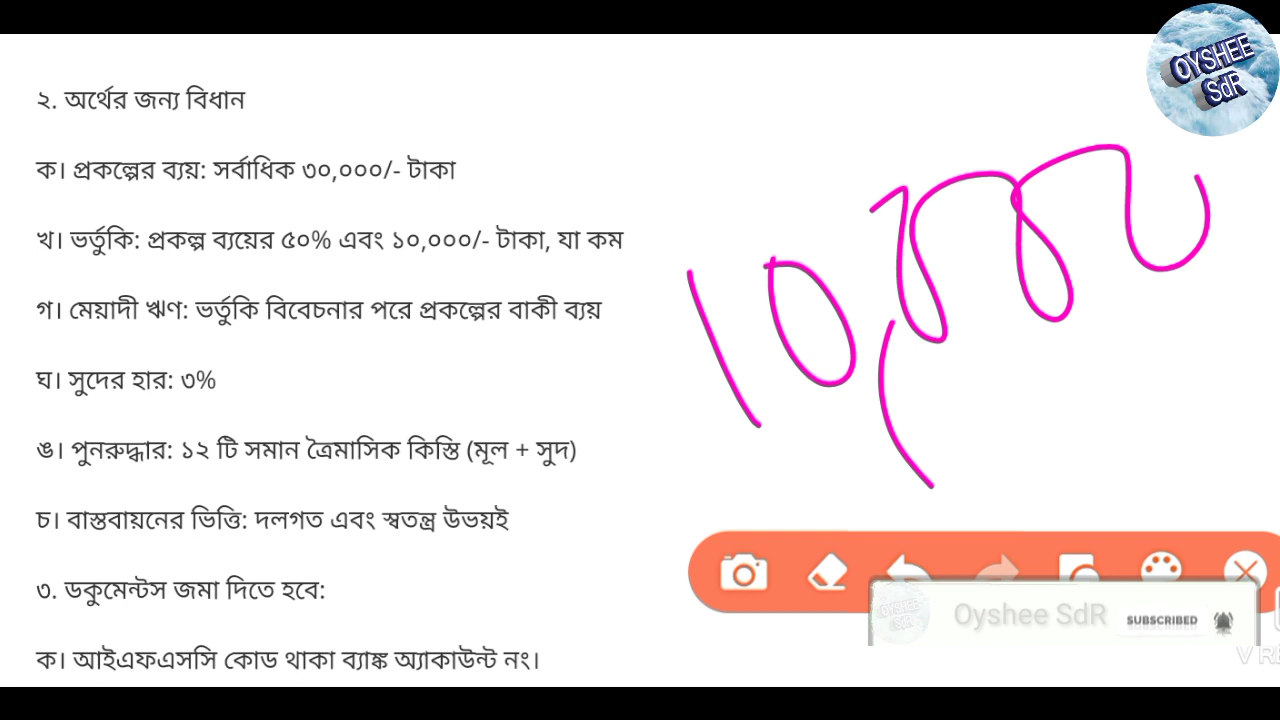 OYSHEE
SdR
২. অর্থের জন্য বিধান
ক। প্রকল্পের ব্যয়: সর্বাধিক ৩০,০০০/- টাকা
খ। ভর্তুকি: প্রকল্প ব্যয়ের ৫০% এবং ১০,০০০/- টাকা, যা কম
গ। মেয়াদী ঋণ: ভর্তুকি বিবেচনার পরে প্রকল্পের বাকী ব্যয়
ঘ। সুদের হার: ৩%
ঙ। পুনরুদ্ধার: ১২ টি সমান ত্রৈমাসিক কিস্তি (মূল + সুদ)
চ। বাস্তবায়নের ভিত্তি: দলগত এবং স্বতন্ত্র উভয়ই
৩. ডকুমেন্টস জমা দিতে হবে:
ক। আইএফএসসি কোড থাকা ব্যাঙ্ক অ্যাকাউন্ট নং।
10,000
Oyshee SdR SUBSCRIBED